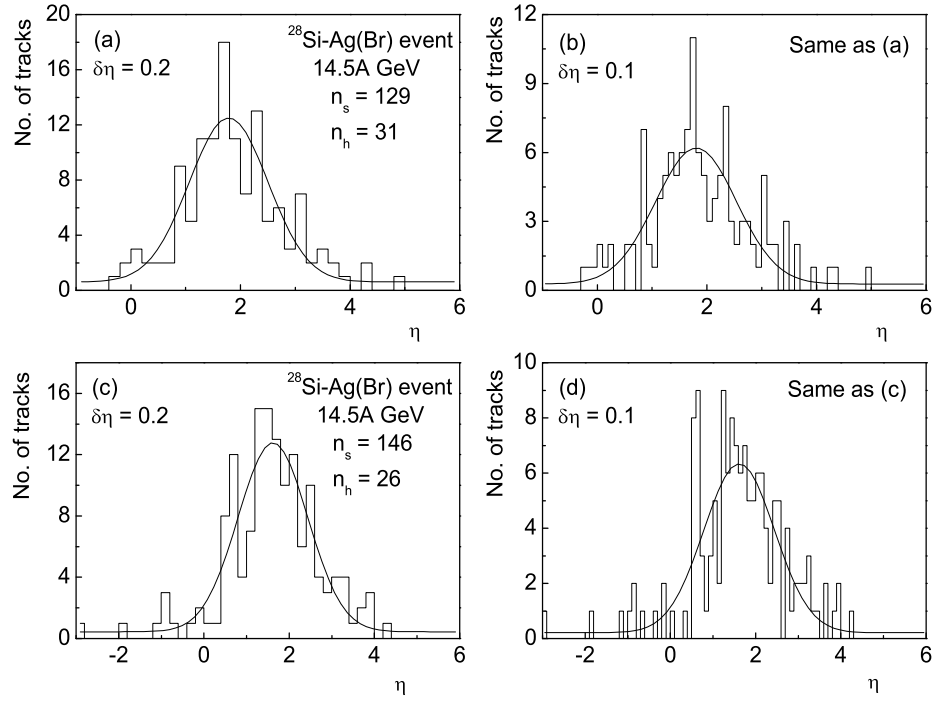 20
16
12
8
4
0
0
2
4
6
No. of tracks
η
(a)
δη = 0.2
²⁸Si-Ag(Br) event
14.5A GeV
nₛ = 129
nₕ = 31
12
9
6
3
0
0
2
4
6
No. of tracks
η
(b)
δη = 0.1
Same as (a)
16
12
8
4
0
-2
0
2
4
6
No. of tracks
η
(c)
δη = 0.2
²⁸Si-Ag(Br) event
14.5A GeV
nₛ = 146
nₕ = 26
10
8
6
4
2
0
-2
0
2
4
6
No. of tracks
η
(d)
δη = 0.1
Same as (c)